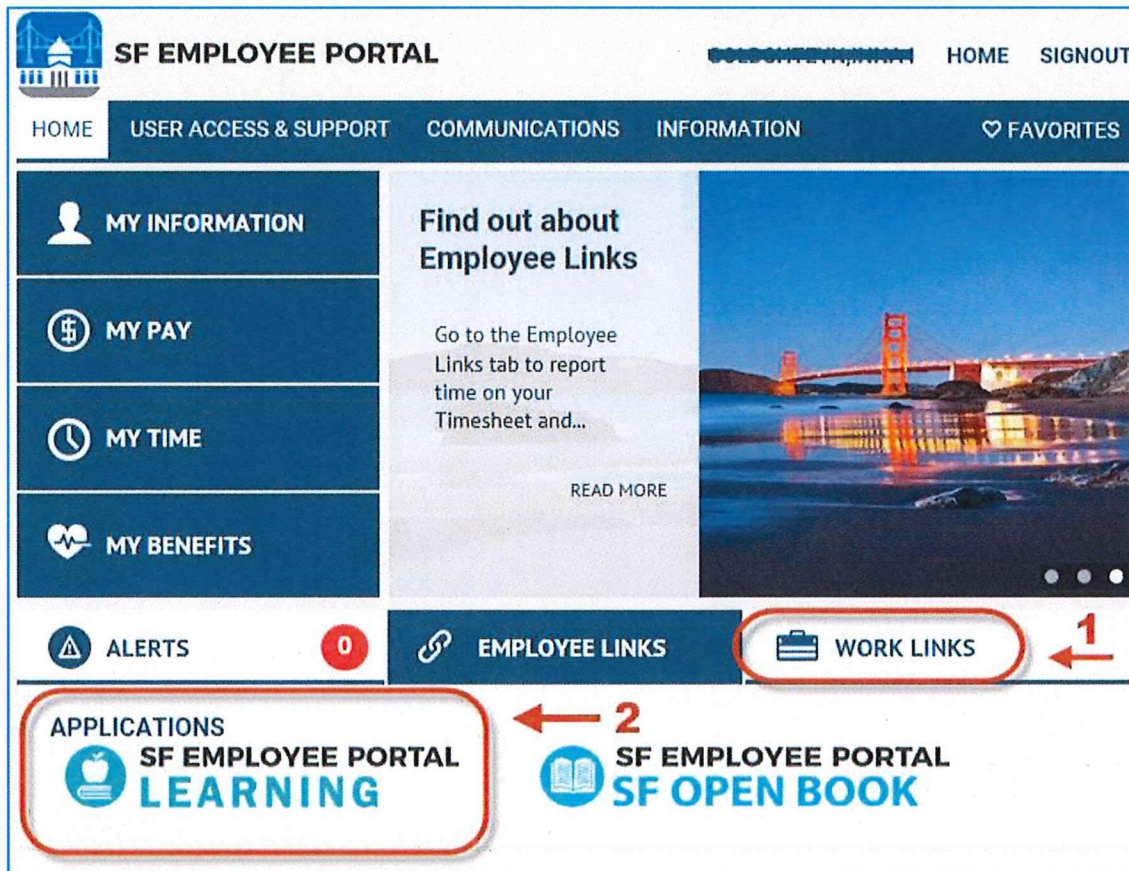 SF EMPLOYEE PORTAL
HOME SIGNOUT
HOME USER ACCESS & SUPPORT COMMUNICATIONS INFORMATION FAVORITES
MY INFORMATION
MY PAY
MY TIME
MY BENEFITS
Find out about
Employee Links
Go to the Employee
Links tab to report
time on your
Timesheet and...
READ MORE
ALERTS 0 EMPLOYEE LINKS WORK LINKS 1
2
APPLICATIONS
SF EMPLOYEE PORTAL
LEARNING
SF EMPLOYEE PORTAL
SF OPEN BOOK